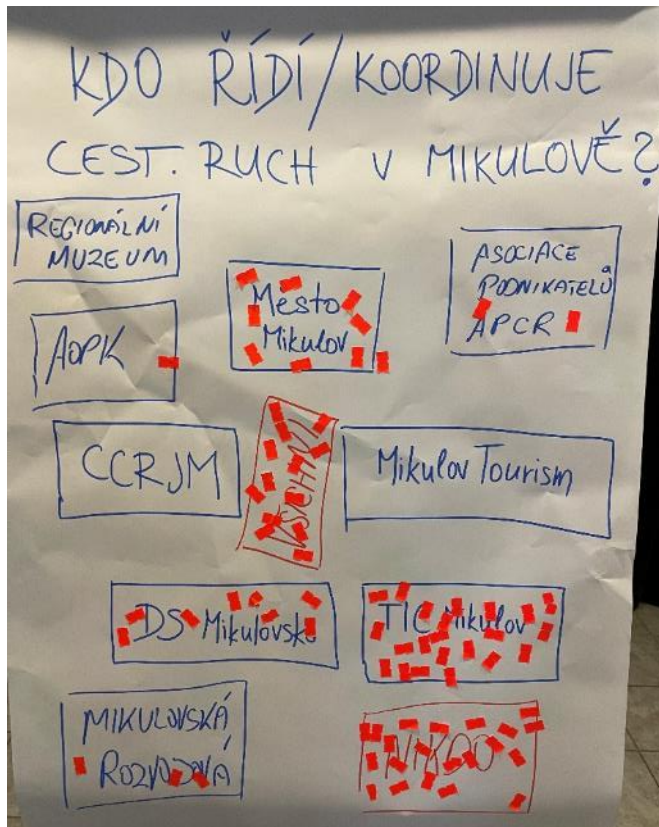 KDO ŘÍDÍ/KOORDINUJE
CEST. RUCH V MIKULOVĚ?
REGIONÁLNÍ
MUZEUM
ASOCIACE
PODNIKATELŮ
APCR
Město
Mikulov
AOPK
CCRJM
VŠICHNI
Mikulov Tourism
DS Mikulovsko
TIC Mikulov
MIKULOVSKÁ
ROZVOJOVÁ
NIKDO